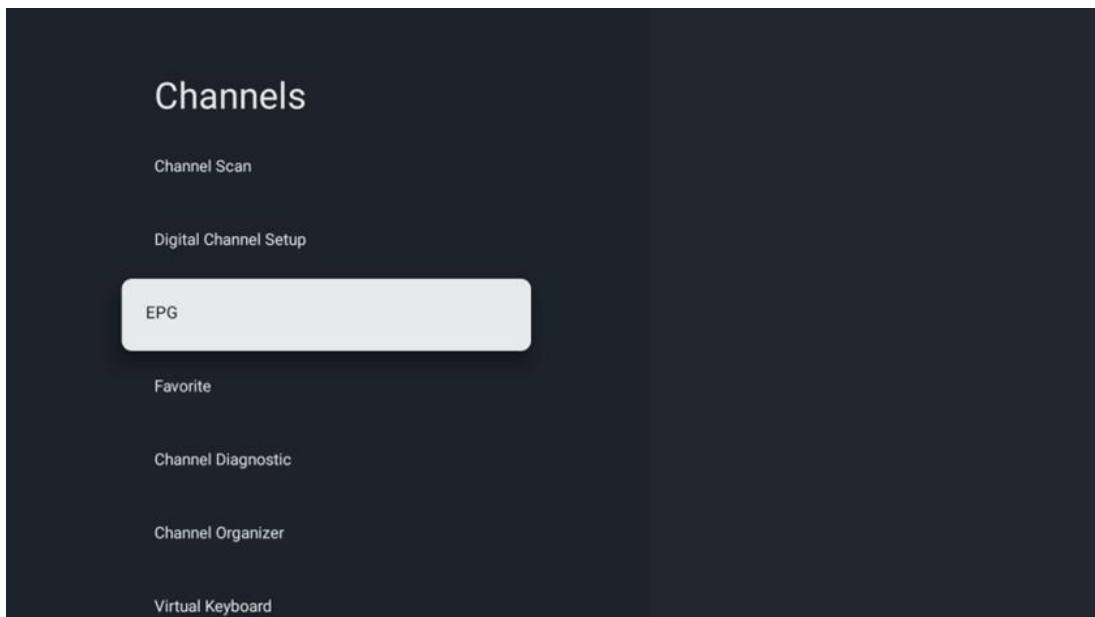 Channels
Channel Scan
Digital Channel Setup
EPG
Favorite
Channel Diagnostic
Channel Organizer
Virtual Keyboard